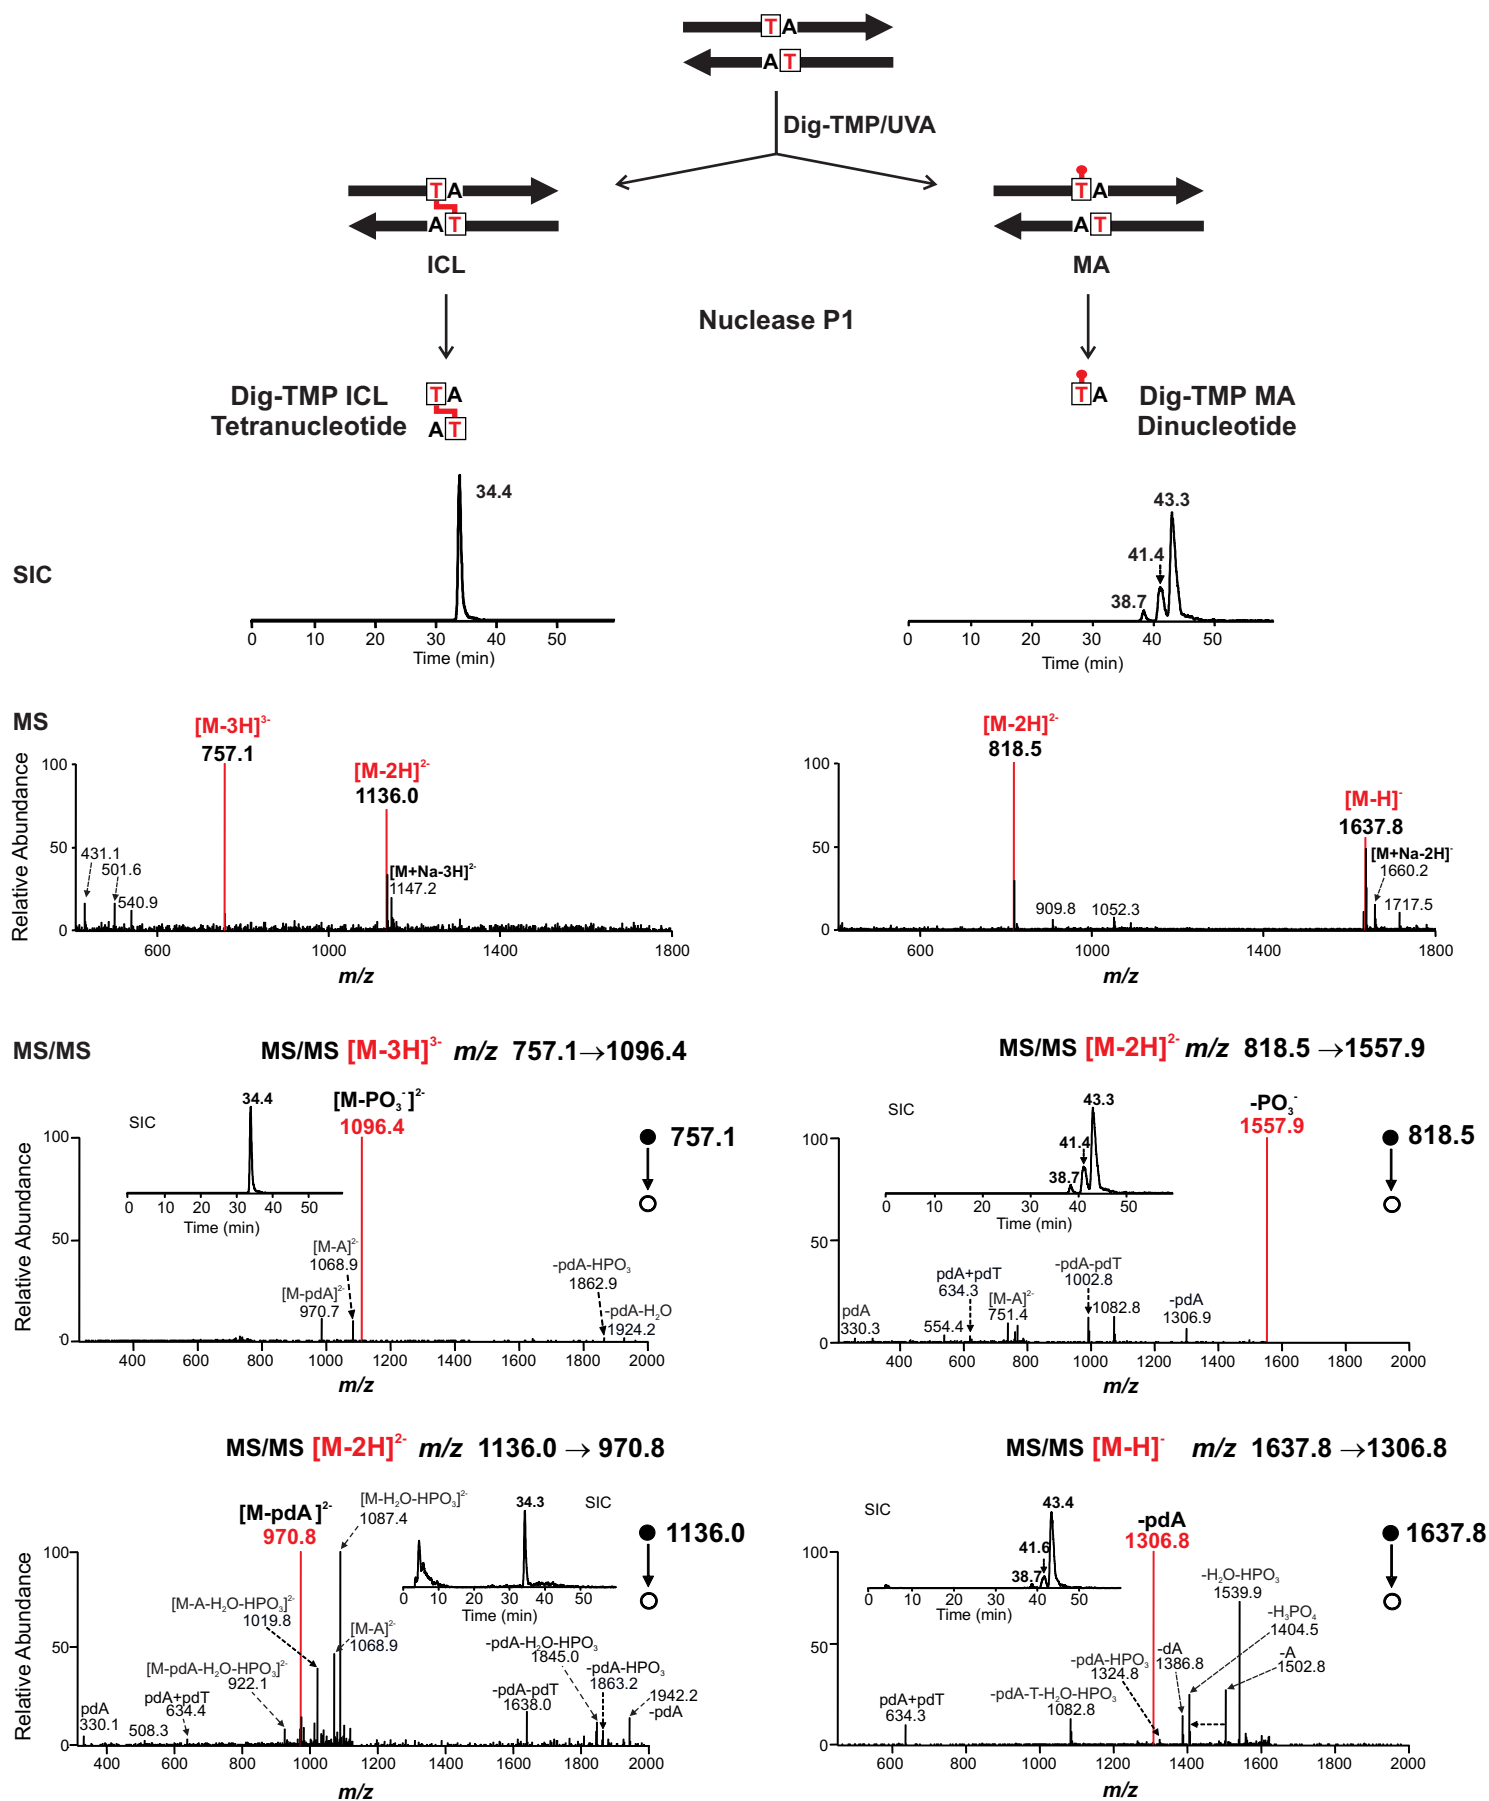 T A
A T
Dig-TMP/UVA
T A
A T
ICL
T A
A T
MA
Nuclease P1
Dig-TMP ICL
Tetranucleotide
T A
A T
T A
Dig-TMP MA
Dinucleotide
SIC
34.4
0 10 20 30 40 50
Time (min)
43.3
41.4
38.7
0 10 20 30 40 50
Time (min)
MS
Relative Abundance
[M-3H]3-
757.1
[M-2H]2-
1136.0
[M+Na-3H]2-
1147.2
431.1
501.6
540.9
100
50
0
600 1000 1400 1800
m/z
[M-2H]2-
818.5
[M-H]-
1637.8
[M+Na-2H]-
1660.2
1717.5
909.8
1052.3
100
50
0
600 1000 1400 1800
m/z
MS/MS
MS/MS [M-3H]3- m/z 757.1→1096.4
Relative Abundance
SIC
34.4
0 10 20 30 40 50
Time (min)
[M-PO3-]2-
1096.4
757.1
[M-A]2-
1068.9
[M-pdA]2-
970.7
-pdA-HPO3
1862.9
-pdA-H2O
1924.2
100
50
0
400 600 800 1000 1200 1400 1600 1800 2000
m/z
MS/MS [M-2H]2- m/z 818.5 →1557.9
SIC
43.3
41.4
38.7
0 10 20 30 40 50
Time (min)
-PO3-
1557.9
818.5
pdA
330.3
554.4
pdA+pdT
634.3
[M-A]2-
751.4
-pdA-pdT
1002.8
1082.8
-pdA
1306.9
100
50
0
400 600 800 1000 1200 1400 1600 1800 2000
m/z
MS/MS [M-2H]2- m/z 1136.0 → 970.8
Relative Abundance
[M-pdA]2-
970.8
[M-H2O-HPO3]2-
1087.4
34.3
SIC
0 10 20 30 40 50
Time (min)
1136.0
[M-A-H2O-HPO3]2-
1019.8
[M-A]2-
1068.9
[M-pdA-H2O-HPO3]2-
922.1
pdA
330.1
508.3
pdA+pdT
634.4
-pdA-H2O-HPO3
1845.0
-pdA-HPO3
1863.2
-pdA-pdT
1638.0
1942.2
-pdA
100
50
0
400 600 800 1000 1200 1400 1600 1800 2000
m/z
MS/MS [M-H]- m/z 1637.8 →1306.8
SIC
43.4
41.6
38.7
0 10 20 30 40 50
Time (min)
-pdA
1306.8
1637.8
-H2O-HPO3
1539.9
-H3PO4
1404.5
-A
1502.8
-dA
1386.8
-pdA-HPO3
1324.8
-pdA-T-H2O-HPO3
1082.8
pdA+pdT
634.3
100
50
0
600 800 1000 1200 1400 1600 1800 2000
m/z